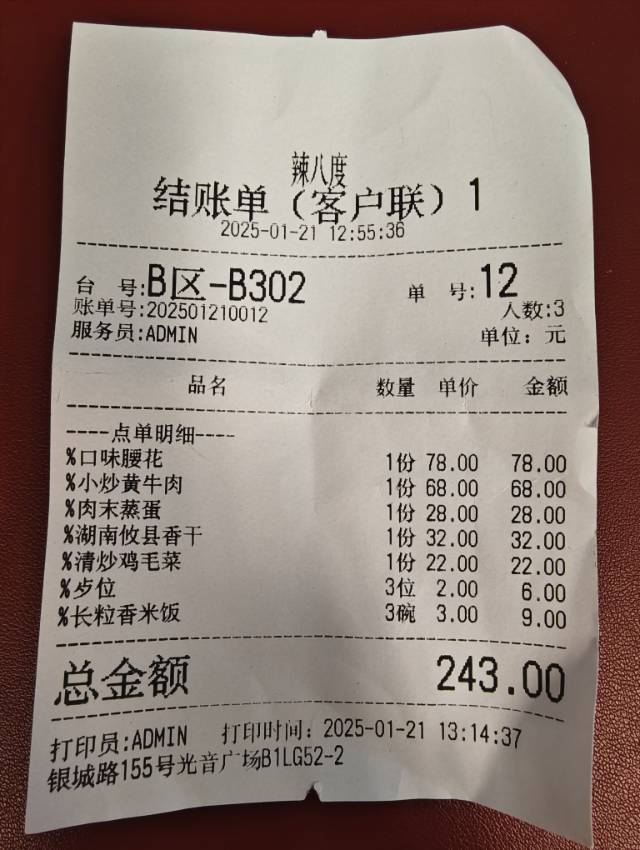 辣八度
结账单（客户联）1
2025-01-21 12:55:36
台 号:B区-B302 单 号:12
账单号:202501210012 人数:3
服务员:ADMIN 单位：元
品名 数量 单价 金额
----点单明细----
%口味腰花 1份 78.00 78.00
%小炒黄牛肉 1份 68.00 68.00
%肉末蒸蛋 1份 28.00 28.00
%湖南攸县香干 1份 32.00 32.00
%清炒鸡毛菜 1份 22.00 22.00
%歺位 3位 2.00 6.00
%长粒香米饭 3碗 3.00 9.00
总金额 243.00
打印员:ADMIN 打印时间：2025-01-21 13:14:37
银城路155号光音广场B1LG52-2